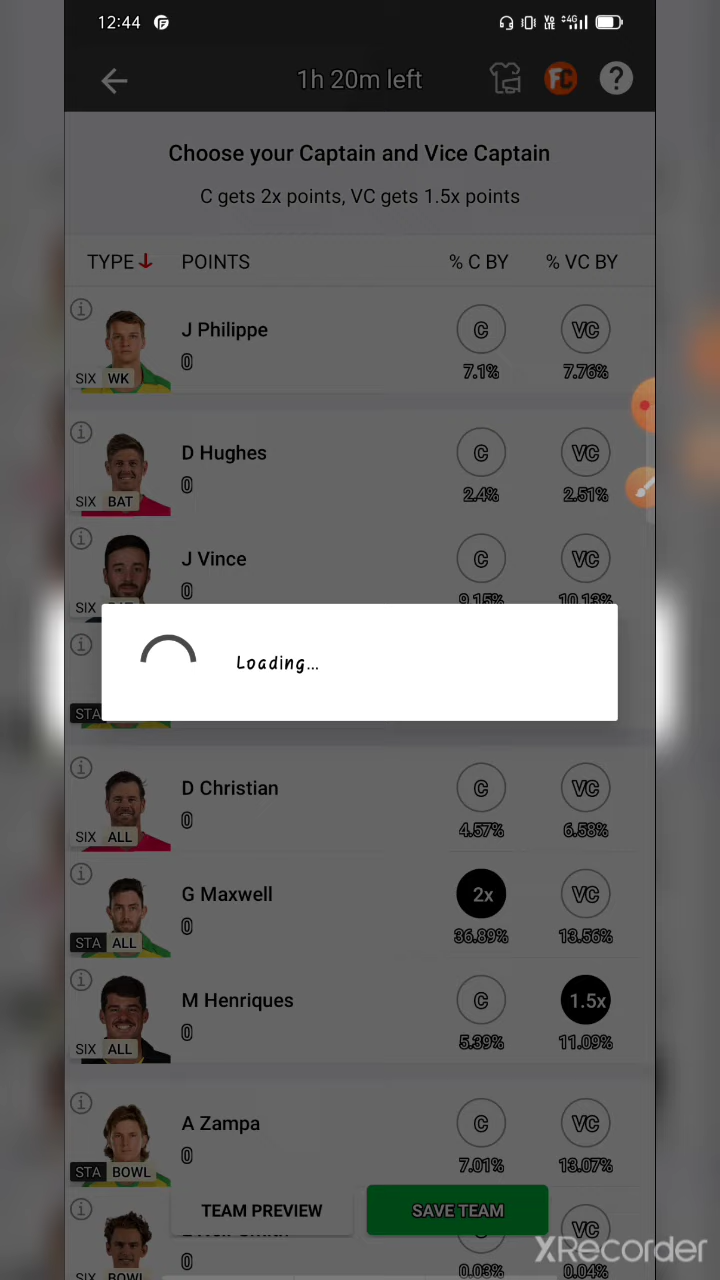 12:44
Vo LTE 4G
1h 20m left
FC
?
Choose your Captain and Vice Captain
C gets 2x points, VC gets 1.5x points
TYPE POINTS % C BY % VC BY
J Philippe C VC
0
SIX WK 7.1% 7.76%
D Hughes C VC
0
SIX BAT 2.4% 2.51%
J Vince C VC
0
SIX 9.15% 10.13%
Loading...
STA
D Christian C VC
0
SIX ALL 4.57% 6.58%
G Maxwell 2x VC
0
STA ALL 36.89% 13.56%
M Henriques C 1.5x
0
SIX ALL 5.39% 11.09%
A Zampa C VC
0
STA BOWL 7.01% 13.07%
TEAM PREVIEW SAVE TEAM
VC
0
SIX BOWL 0.03% 0.04%
XRecorder